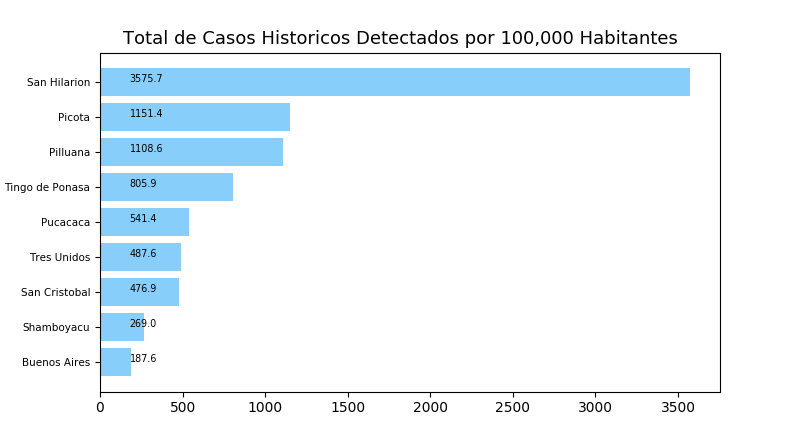 Total de Casos Historicos Detectados por 100,000 Habitantes
San Hilarion 3575.7
Picota 1151.4
Pilluana 1108.6
Tingo de Ponasa 805.9
Pucacaca 541.4
Tres Unidos 487.6
San Cristobal 476.9
Shamboyacu 269.0
Buenos Aires 187.6
0 500 1000 1500 2000 2500 3000 3500